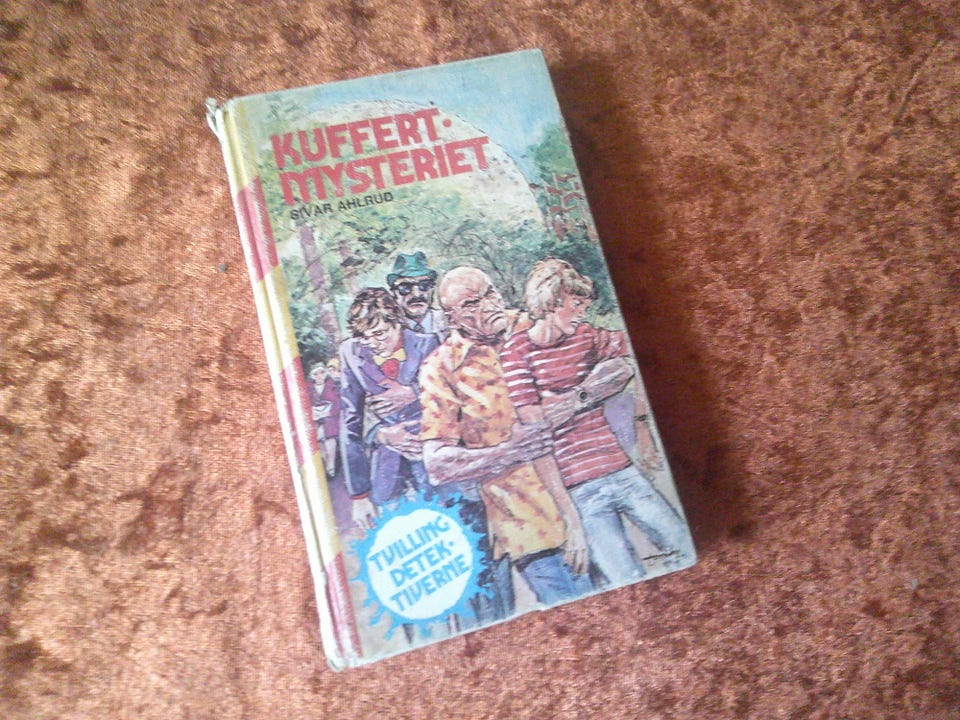 KUFFERT-
MYSTERIET
SIVAR AHLRUD
TVILLING
DETEK-
TIVERNE